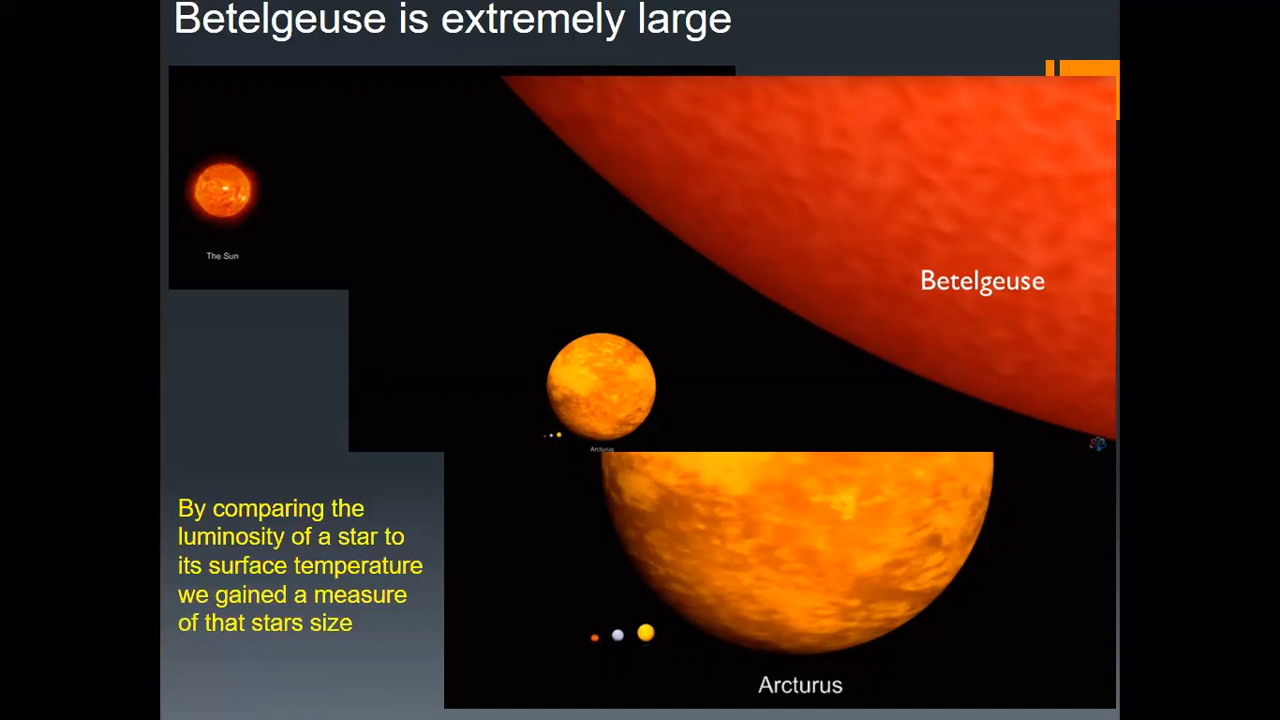 Betelgeuse is extremely large
The Sun
Betelgeuse
Arcturus
By comparing the
luminosity of a star to
its surface temperature
we gained a measure
of that stars size
Arcturus